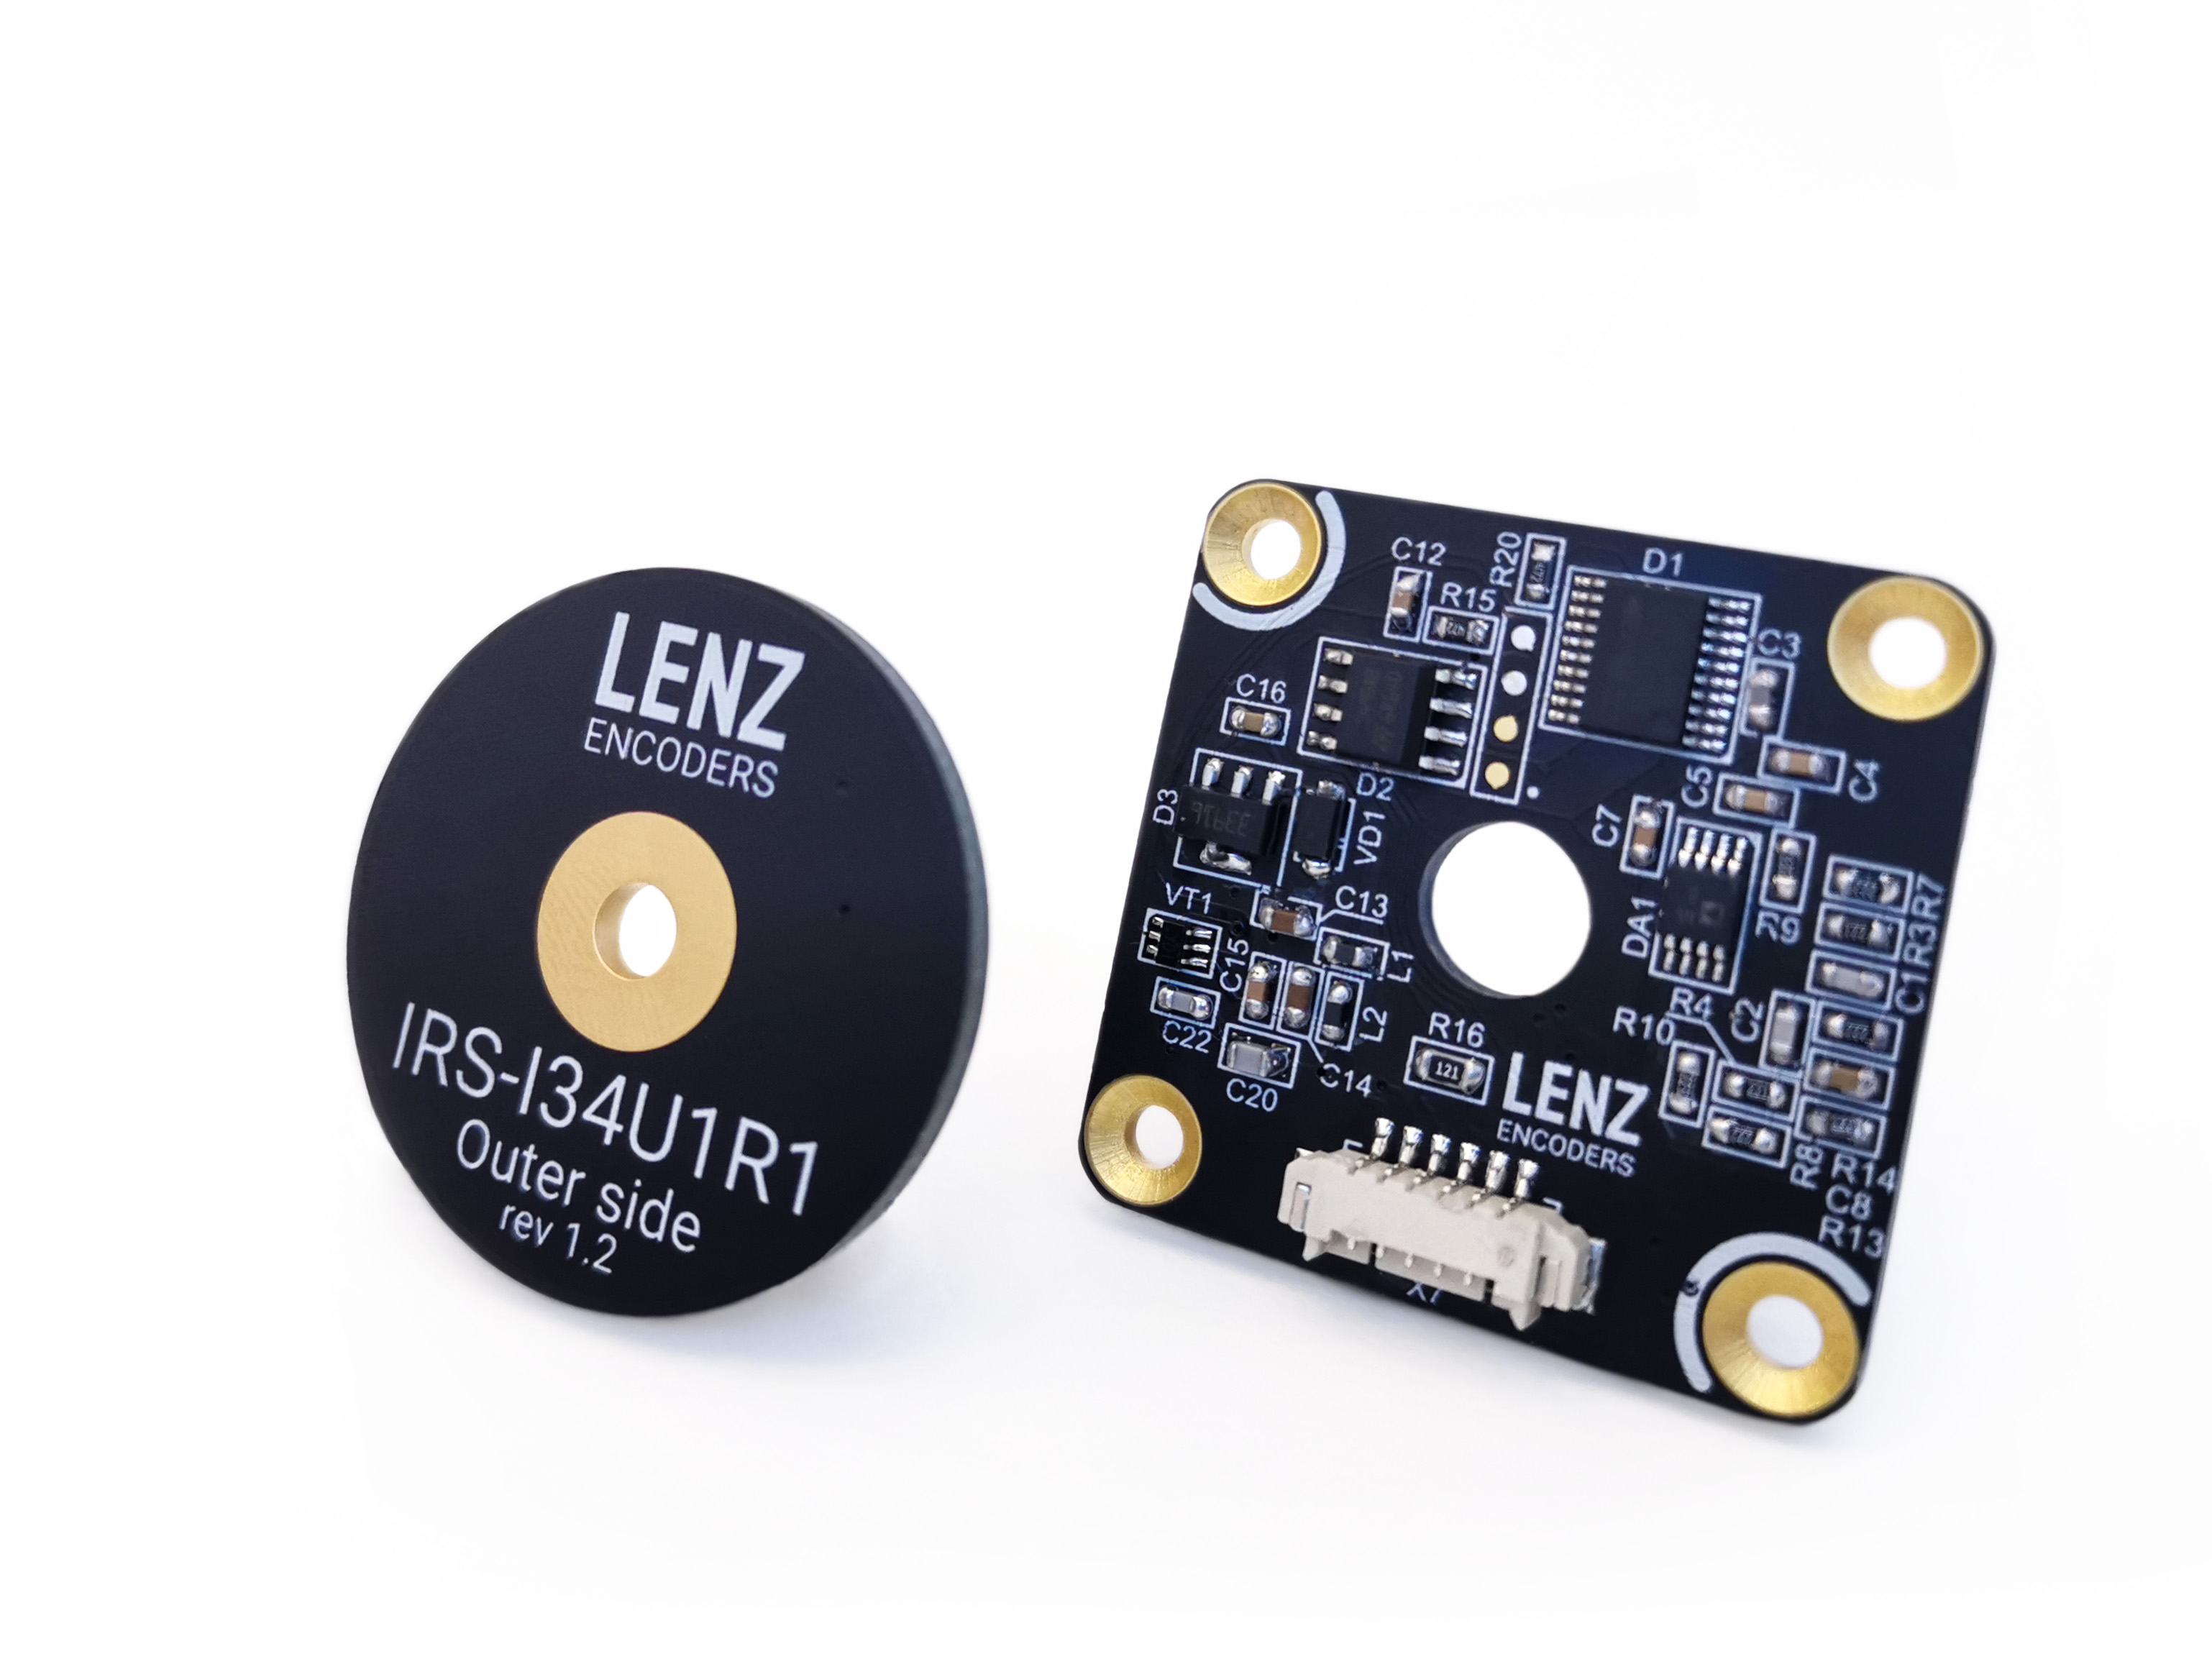 LENZ
ENCODERS
IRS-I34U1R1
Outer side
rev 1.2
C12
R20
D1
R15
C3
C16
D2
C4
C5
D3
VD1
C7
VT1
C13
DA1
R9
R7
R3
C1
C15
L1
C22
L2
R16
R10
R4
C2
121
C14
C20
LENZ
ENCODERS
R8
R14
C8
R13
X7